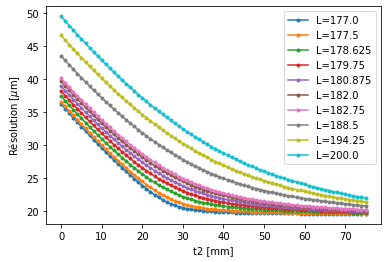 50
45
40
35
30
25
20
Résolution [μm]
0 10 20 30 40 50 60 70
t2 [mm]
L=177.0
L=177.5
L=178.625
L=179.75
L=180.875
L=182.0
L=182.75
L=188.5
L=194.25
L=200.0